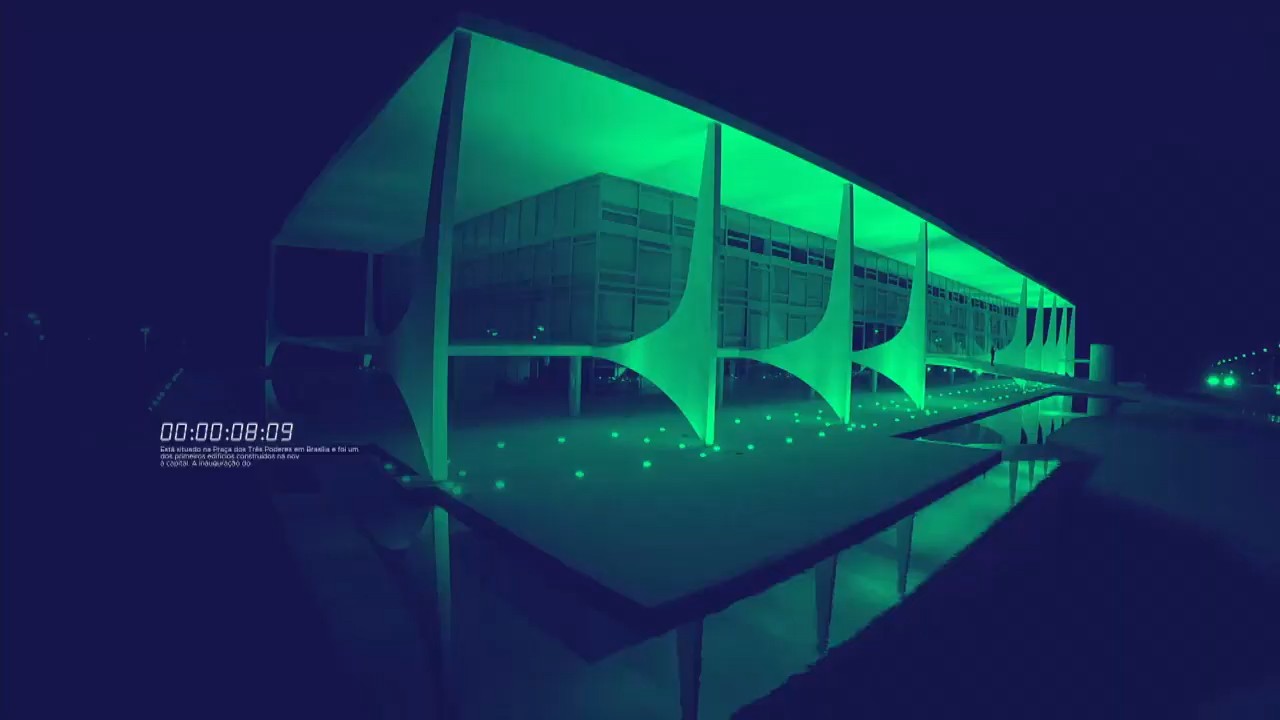 00:00:08:09
Está situado na Praça dos Três Poderes em Brasília e foi um
dos primeiros edifícios construídos na nov
a capital. A inauguração do